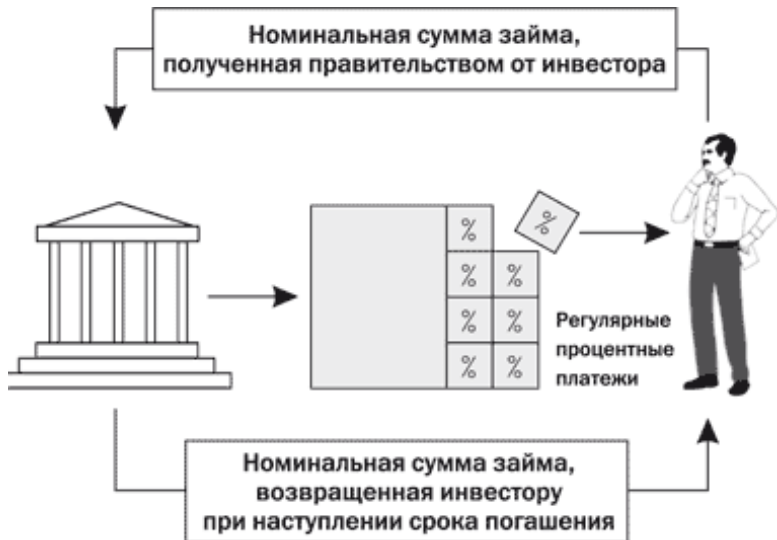 Номинальная сумма займа,
полученная правительством от инвестора
%
%
% %
% %
% %
Регулярные
процентные
платежи
Номинальная сумма займа,
возвращенная инвестору
при наступлении срока погашения